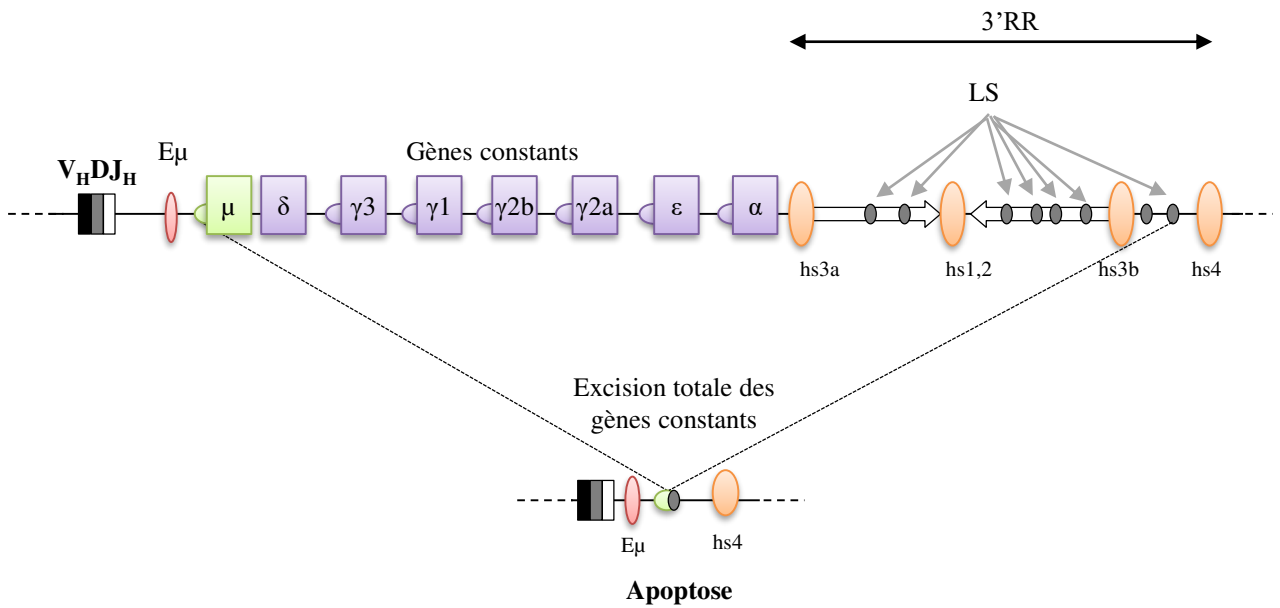 3’RR
LS
Eµ
Gènes constants
V_HDJ_H
µ δ γ3 γ1 γ2b γ2a ε α
hs3a hs1,2 hs3b hs4
Excision totale des
gènes constants
Eµ hs4
Apoptose